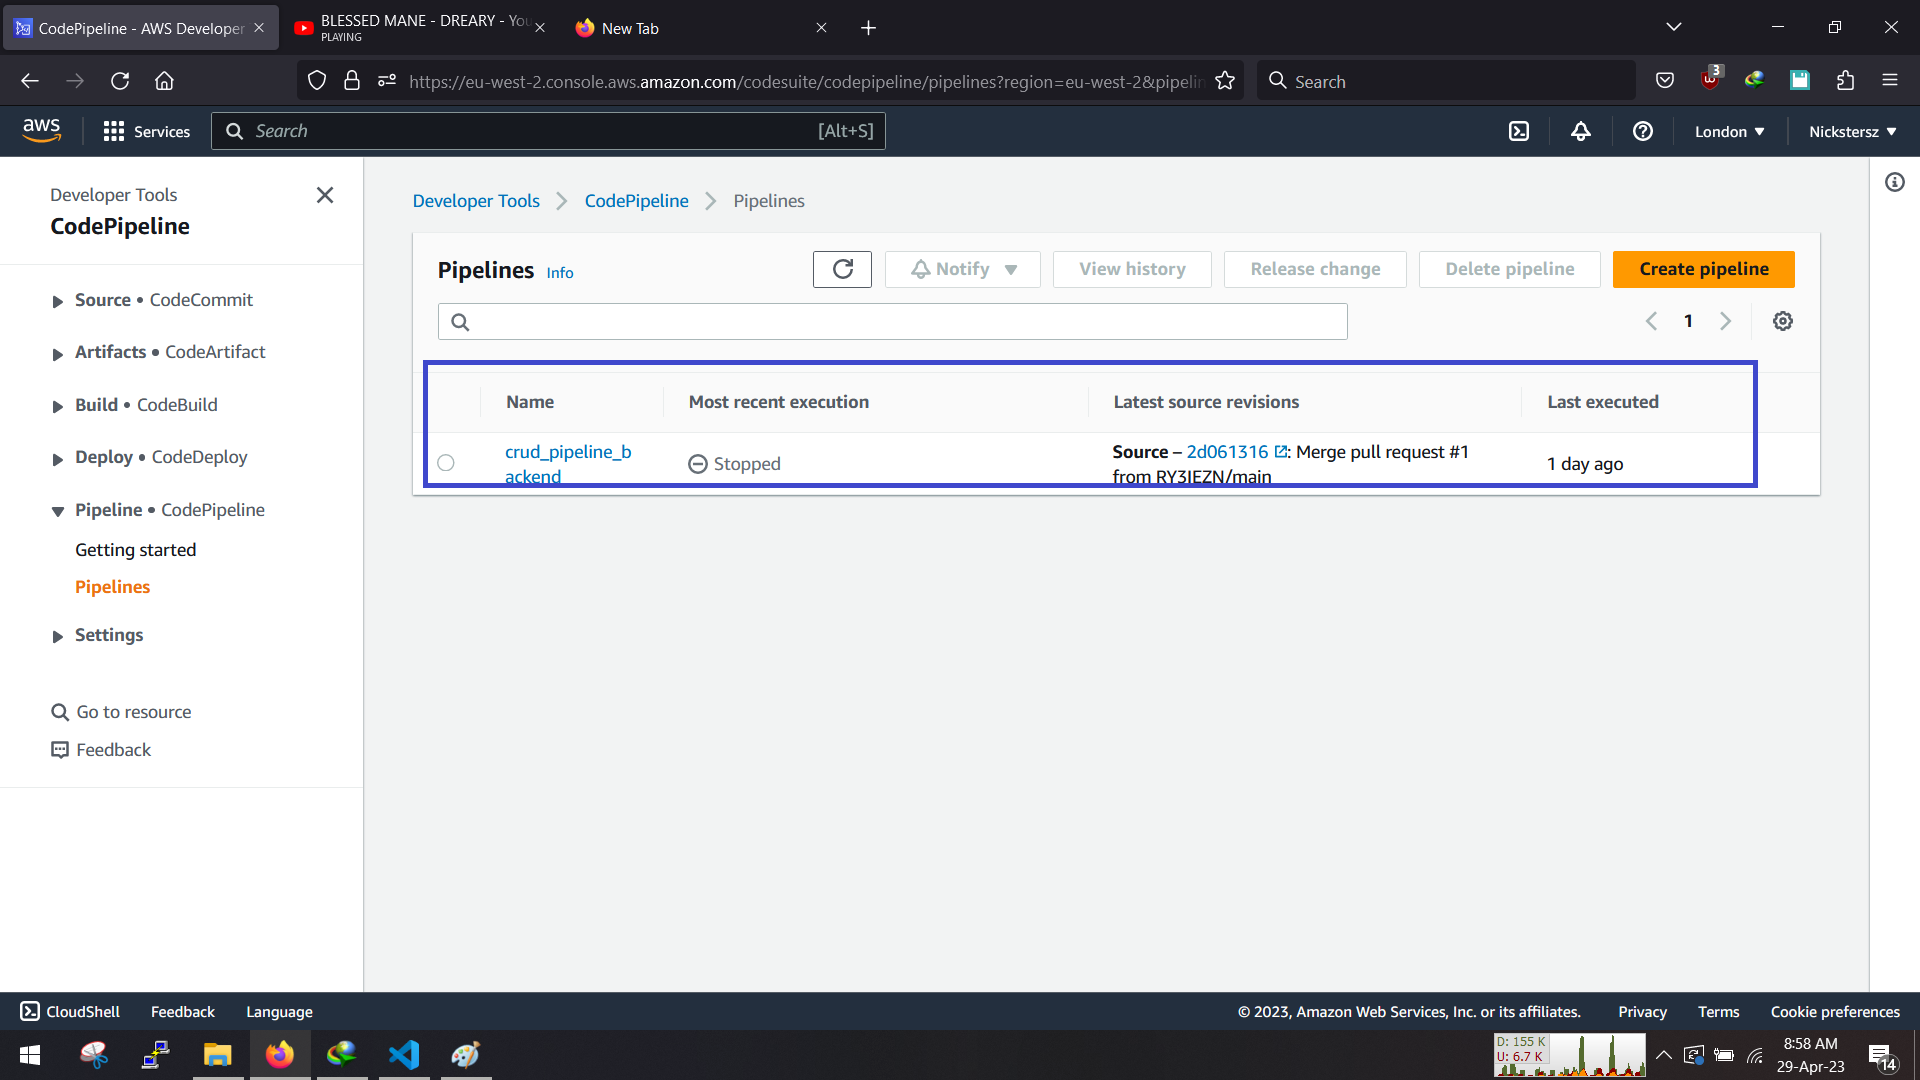 CodePipeline - AWS Developer
BLESSED MANE - DREARY - You
PLAYING
New Tab
https://eu-west-2.console.aws.amazon.com/codesuite/codepipeline/pipelines?region=eu-west-2&pipelin
Search
3
aws
Services
Search
[Alt+S]
London
Nickstersz
Developer Tools
CodePipeline
Source • CodeCommit
Artifacts • CodeArtifact
Build • CodeBuild
Deploy • CodeDeploy
Pipeline • CodePipeline
Getting started
Pipelines
Settings
Go to resource
Feedback
Developer Tools
CodePipeline
Pipelines
Pipelines Info
Notify
View history
Release change
Delete pipeline
Create pipeline
1
Name
Most recent execution
Latest source revisions
Last executed
crud_pipeline_b
ackend
Stopped
Source – 2d061316 : Merge pull request #1
from RY3IEZN/main
1 day ago
CloudShell
Feedback
Language
© 2023, Amazon Web Services, Inc. or its affiliates.
Privacy
Terms
Cookie preferences
D: 155 K
U: 6.7 K
8:58 AM
29-Apr-23
14